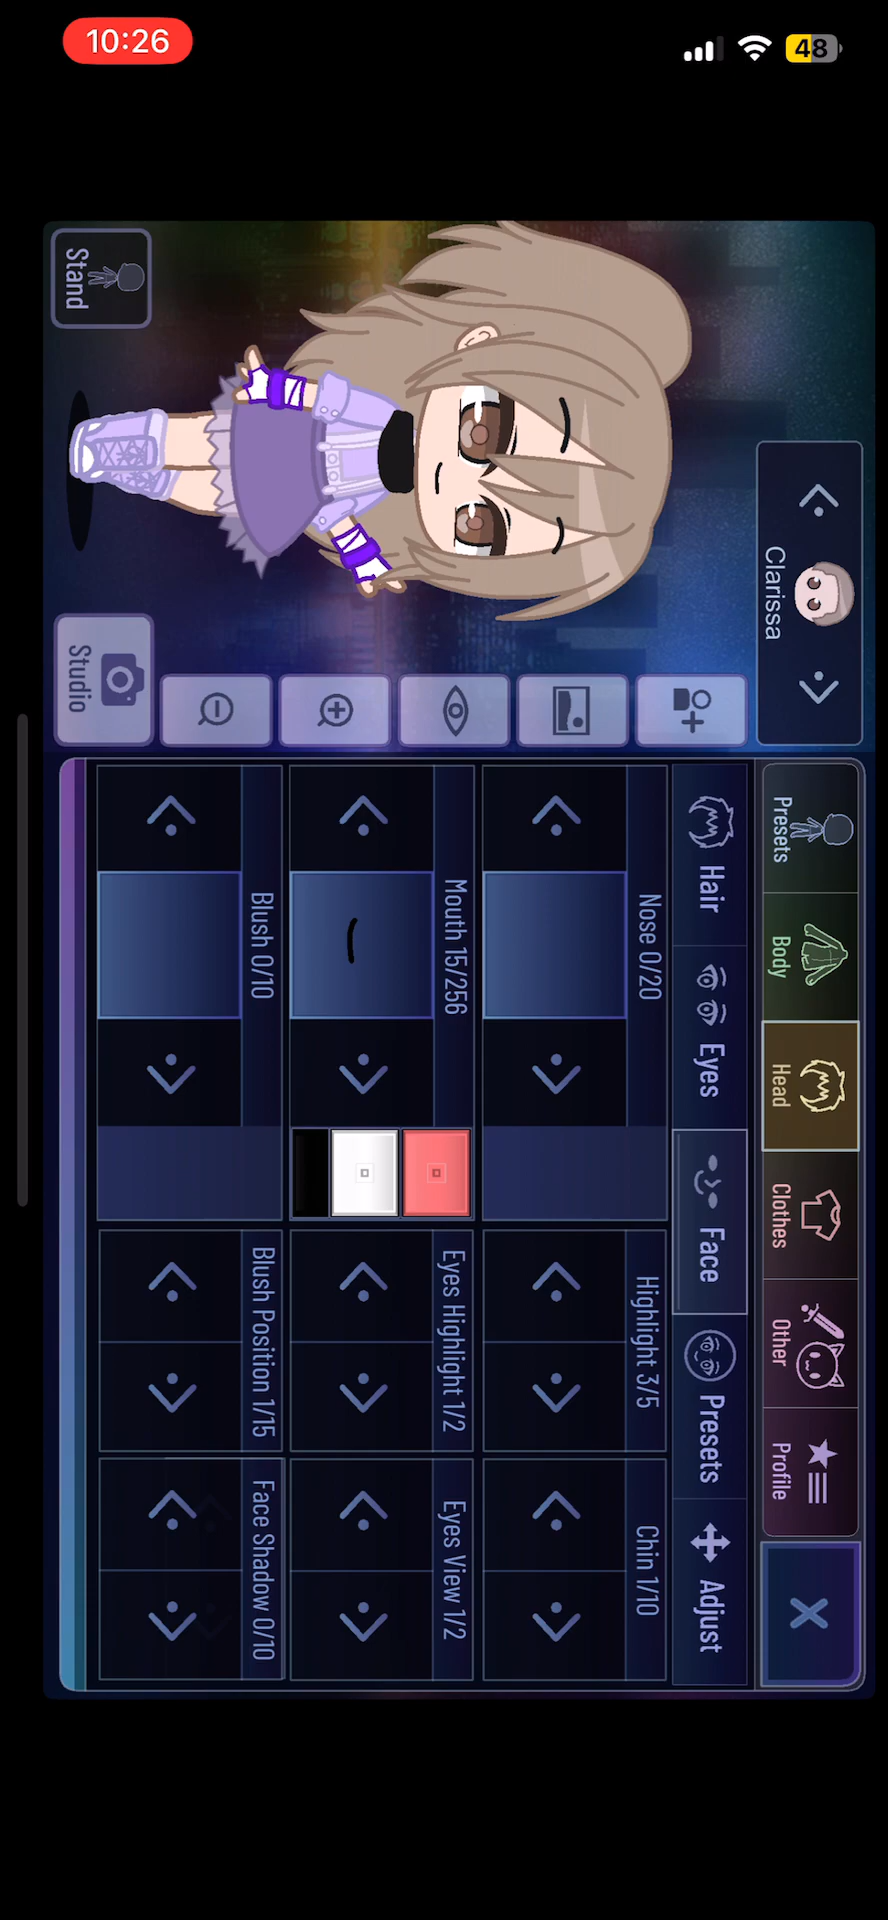 10:26
48
Clarissa
Stand
Studio
Presets
Body
Head
Clothes
Other
Profile
X
Hair
Eyes
Face
Presets
Adjust
Nose 0/20
Highlight 3/5
Chin 1/10
Mouth 15/256
Eyes Highlight 1/2
Eyes View 1/2
Blush 0/10
Blush Position 1/15
Face Shadow 0/10